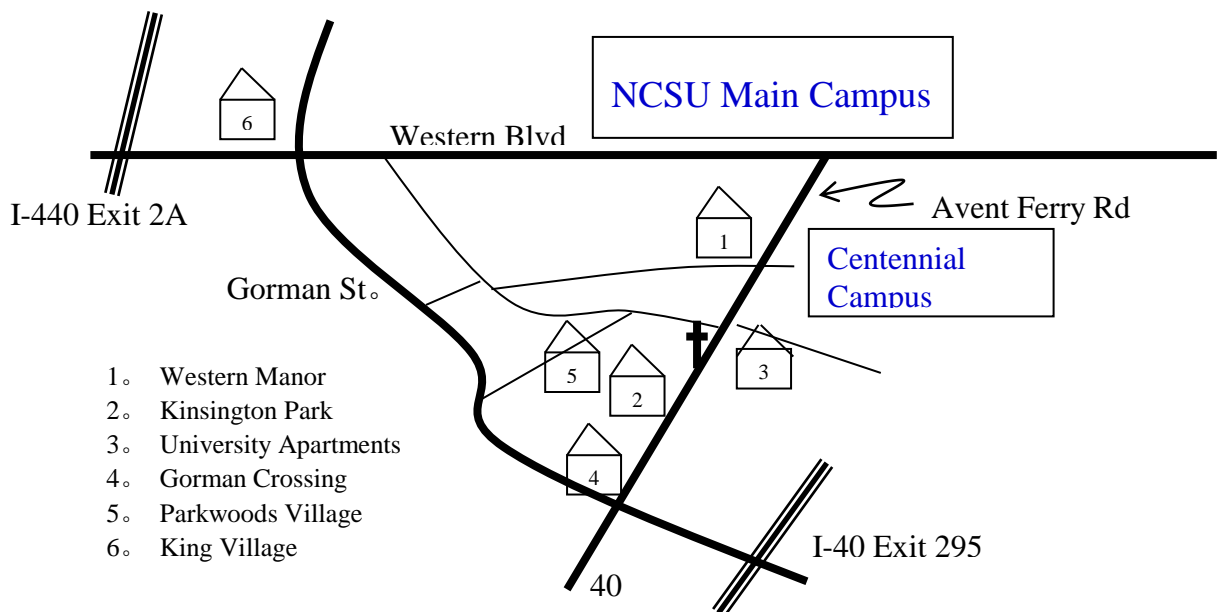 NCSU Main Campus
6
Western Blvd
I-440 Exit 2A
Avent Ferry Rd
1
Centennial
Campus
Gorman St。
5
3
2
1。 Western Manor
2。 Kinsington Park
3。 University Apartments
4。 Gorman Crossing
5。 Parkwoods Village
6。 King Village
4
I-40 Exit 295
40